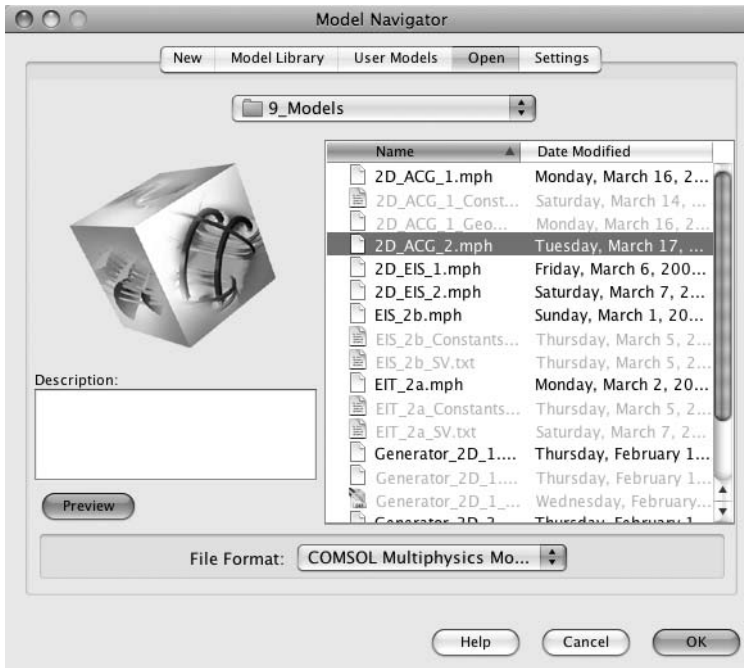 Model Navigator
New Model Library User Models Open Settings
9_Models
Name Date Modified
2D_ACG_1.mph Monday, March 16, 2...
2D_ACG_1_Const... Saturday, March 14, ...
2D_ACG_1_Geo... Monday, March 16, 2...
2D_ACG_2.mph Tuesday, March 17, ...
2D_EIS_1.mph Friday, March 6, 200...
2D_EIS_2.mph Saturday, March 7, 2...
EIS_2b.mph Sunday, March 1, 20...
EIS_2b_Constants... Thursday, March 5, 2...
EIS_2b_SV.txt Thursday, March 5, 2...
EIT_2a.mph Monday, March 2, 20...
EIT_2a_Constants... Thursday, March 5, 2...
EIT_2a_SV.txt Saturday, March 7, 2...
Generator_2D_1.... Thursday, February 1...
Generator_2D_1.... Thursday, February 1...
Generator_2D_1_... Wednesday, February...
Generator_2D_2 Thursday, February 1
Description:
Preview
File Format: COMSOL Multiphysics Mo...
Help Cancel OK